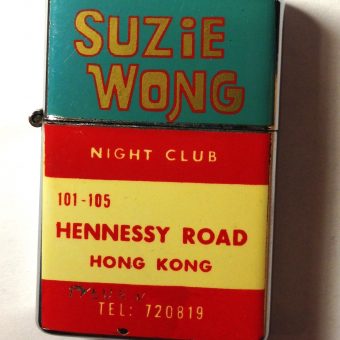 SUZiE
WONG
NIGHT CLUB
101-105
HENNESSY ROAD
HONG KONG
TEL: 720819